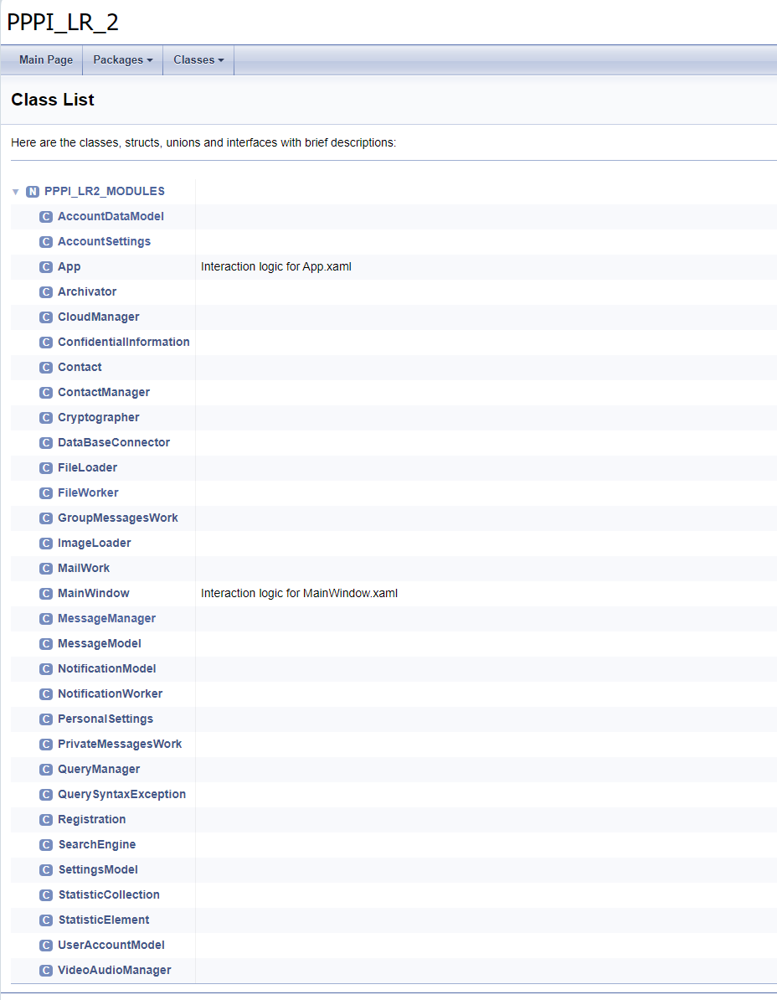 PPPI_LR_2
Main Page Packages Classes
Class List
Here are the classes, structs, unions and interfaces with brief descriptions:
N PPPI_LR2_MODULES
C AccountDataModel
C AccountSettings
C App Interaction logic for App.xaml
C Archivator
C CloudManager
C ConfidentialInformation
C Contact
C ContactManager
C Cryptographer
C DataBaseConnector
C FileLoader
C FileWorker
C GroupMessagesWork
C ImageLoader
C MailWork
C MainWindow Interaction logic for MainWindow.xaml
C MessageManager
C MessageModel
C NotificationModel
C NotificationWorker
C PersonalSettings
C PrivateMessagesWork
C QueryManager
C QuerySyntaxException
C Registration
C SearchEngine
C SettingsModel
C StatisticCollection
C StatisticElement
C UserAccountModel
C VideoAudioManager